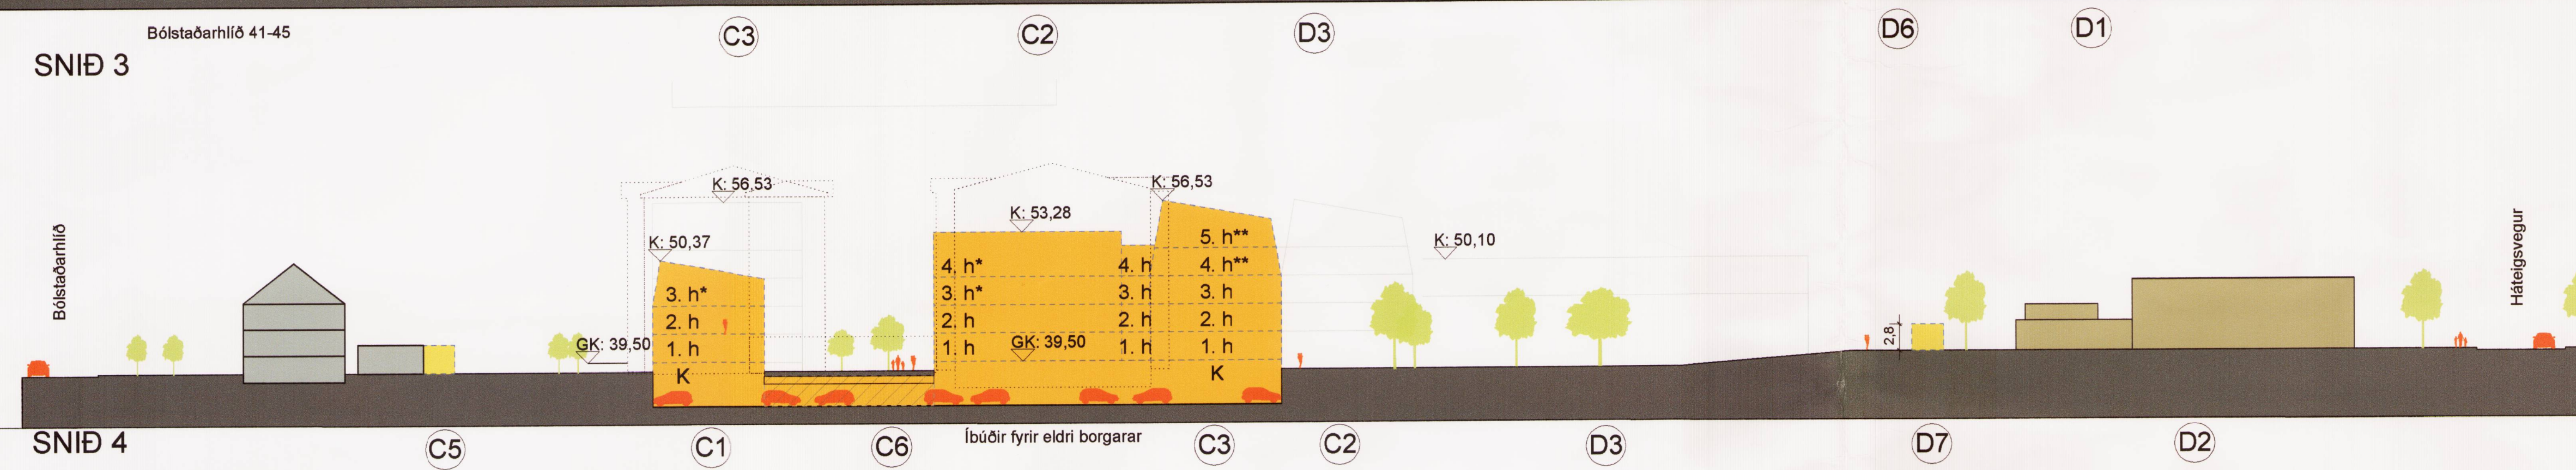 Bólstaðarhlíð 41-45
C3
C2
D3
D6
D1
SNIÐ 3
K: 56,53
K: 56,53
K: 53,28
K: 50,37
K: 50,10
Bólstaðarhlíð
Háteigsvegur
5. h**
4. h*
4. h
4. h**
3. h*
3. h*
3. h
3. h
2. h
2. h
2. h
2. h
2,8
GK: 39,50
1. h
1. h
GK: 39,50
1. h
1. h
K
K
SNIÐ 4
C5
C1
C6
Íbúðir fyrir eldri borgarar
C3
C2
D3
D7
D2